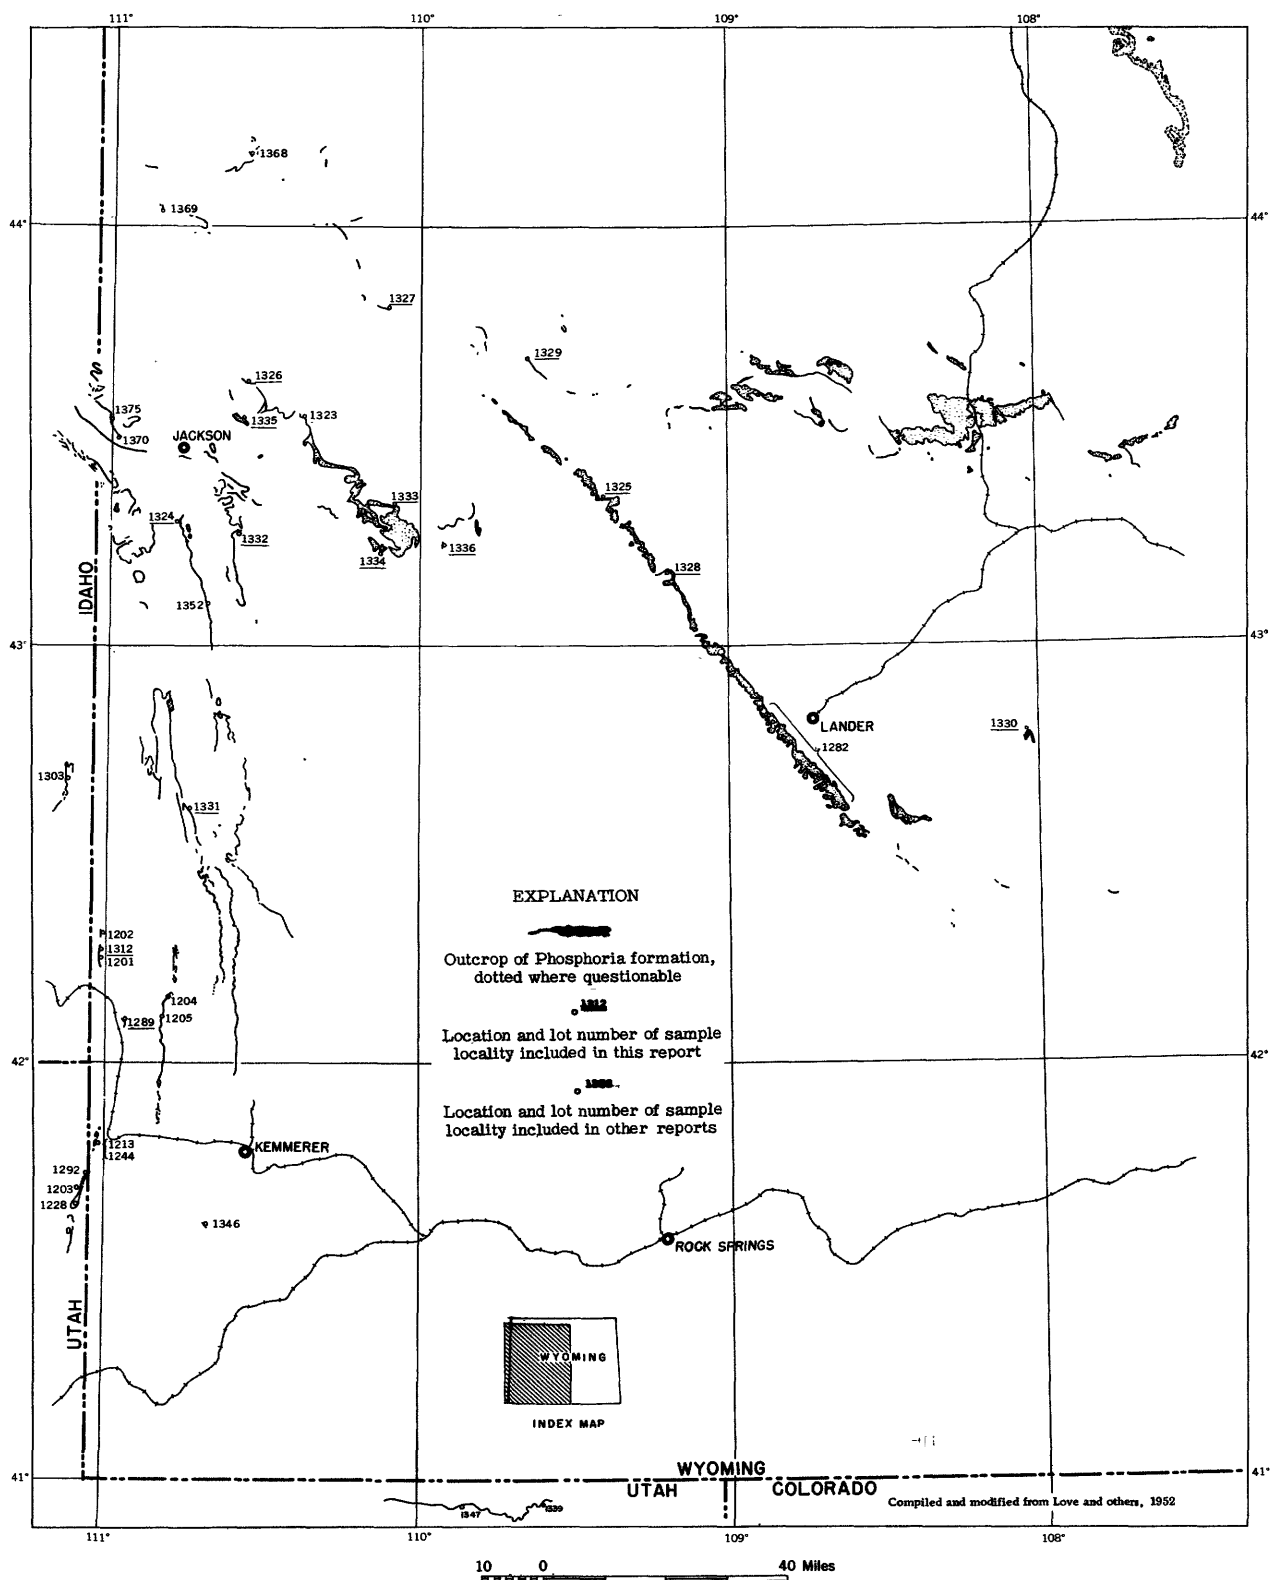 111° 110° 109° 108°
1368
1369
44° 44°
1327
1329
1326
1375
1335
1323
1370
JACKSON
1325
1333
1324
1332
1334
1336
1328
IDAHO
1352
43° 43°
LANDER
1330
1282
1303
1331
EXPLANATION
Outcrop of Phosphoria formation,
dotted where questionable
1202
1312
1201
1204
1205
1289
1312
Location and lot number of sample
locality included in this report
42° 42°
Location and lot number of sample
locality included in other reports
1213
1244
KEMMERER
1292
1203
1228
1346
ROCK SPRINGS
UTAH
WYOMING
INDEX MAP
41° 41°
WYOMING
UTAH COLORADO
Compiled and modified from Love and others, 1952
1347 1339
111° 110° 109° 108°
10 0 40 Miles